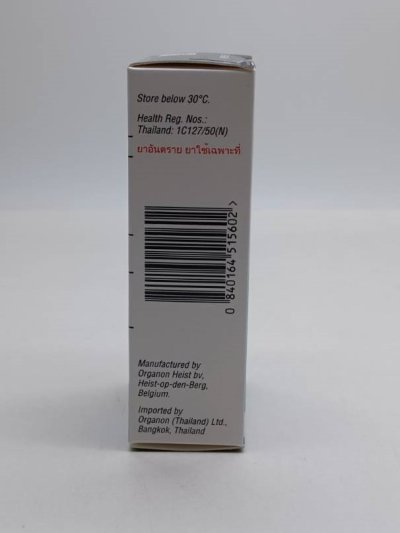 Store below 30°C.
Health Reg. Nos.:
Thailand: 1C127/50(N)
ยาอันตราย ยาใช้เฉพาะที่
0 840164 515602 >
Manufactured by
Organon Heist bv,
Heist-op-den-Berg,
Belgium.
Imported by
Organon (Thailand) Ltd.,
Bangkok, Thailand